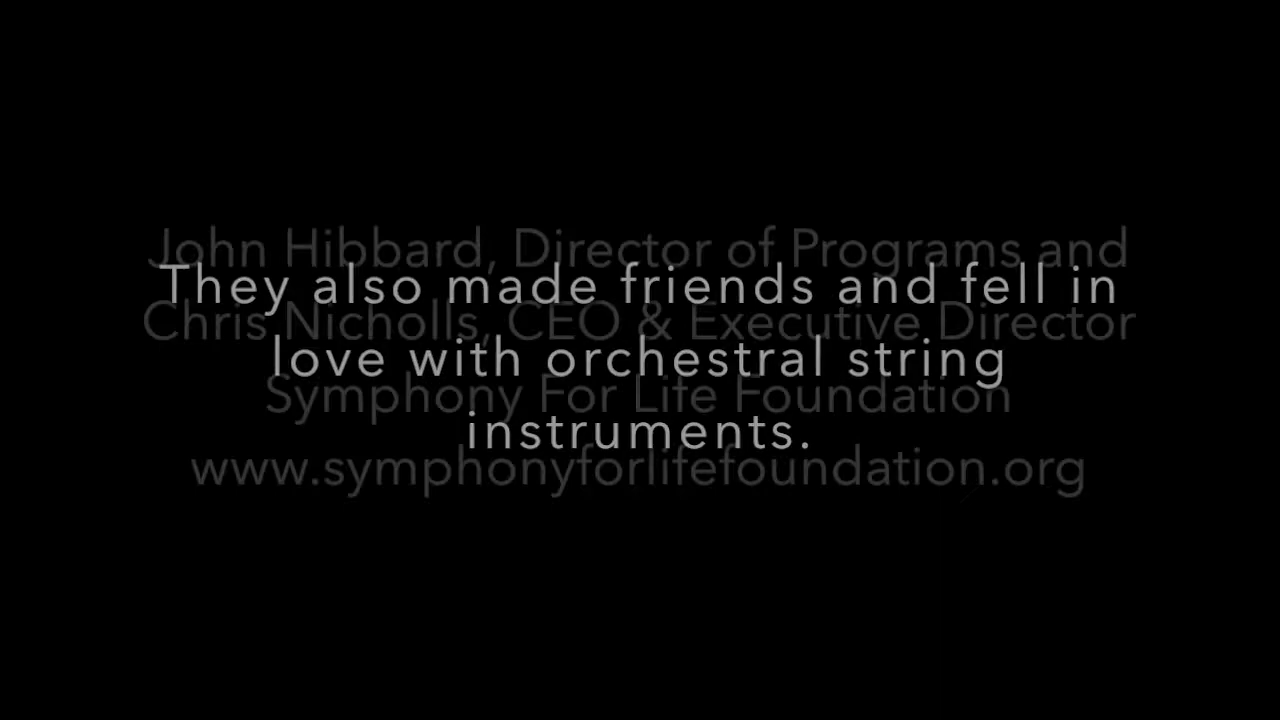 They also made friends and fell in
love with orchestral string
instruments.
John Hibbard, Director of Programs and
Chris Nicholls, CEO & Executive Director
Symphony For Life Foundation
www.symphonyforlifefoundation.org